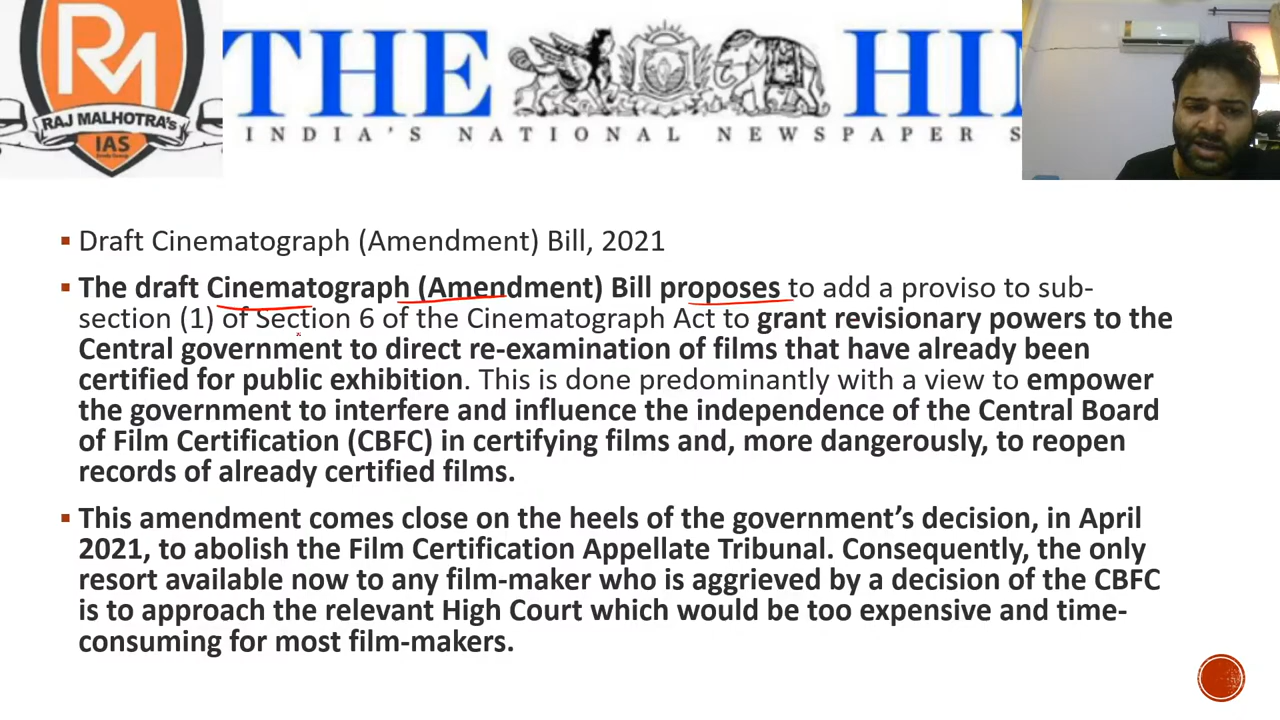 RM
RAJ MALHOTRA'S
IAS
THE HI
INDIA'S NATIONAL NEWSPAPER S
▪ Draft Cinematograph (Amendment) Bill, 2021
▪ The draft Cinematograph (Amendment) Bill proposes to add a proviso to sub-
section (1) of Section 6 of the Cinematograph Act to grant revisionary powers to the
Central government to direct re-examination of films that have already been
certified for public exhibition. This is done predominantly with a view to empower
the government to interfere and influence the independence of the Central Board
of Film Certification (CBFC) in certifying films and, more dangerously, to reopen
records of already certified films.
▪ This amendment comes close on the heels of the government’s decision, in April
2021, to abolish the Film Certification Appellate Tribunal. Consequently, the only
resort available now to any film-maker who is aggrieved by a decision of the CBFC
is to approach the relevant High Court which would be too expensive and time-
consuming for most film-makers.